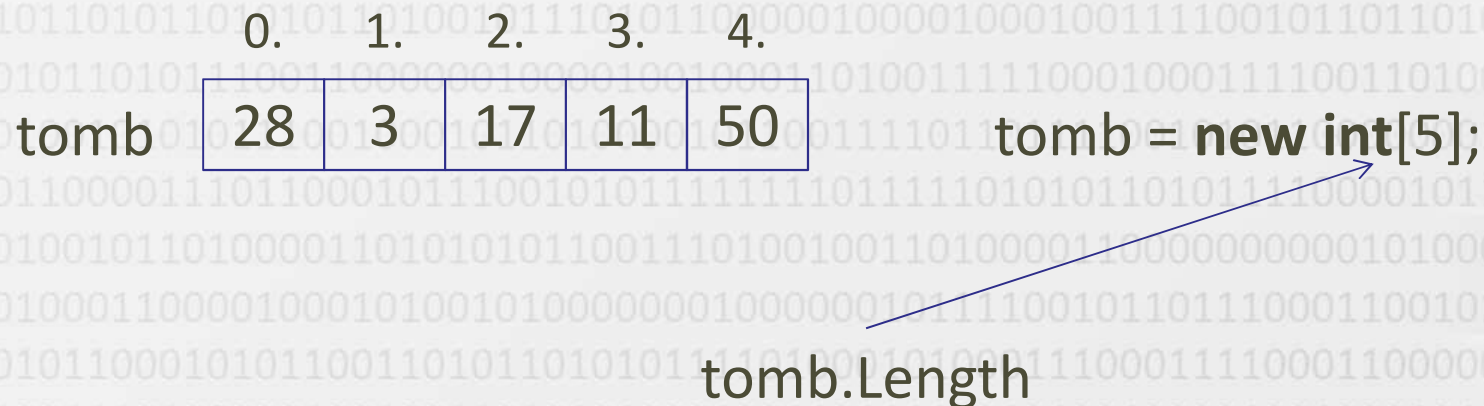 0. 1. 2. 3. 4.
tomb 28 3 17 11 50 tomb = new int[5];
tomb.Length